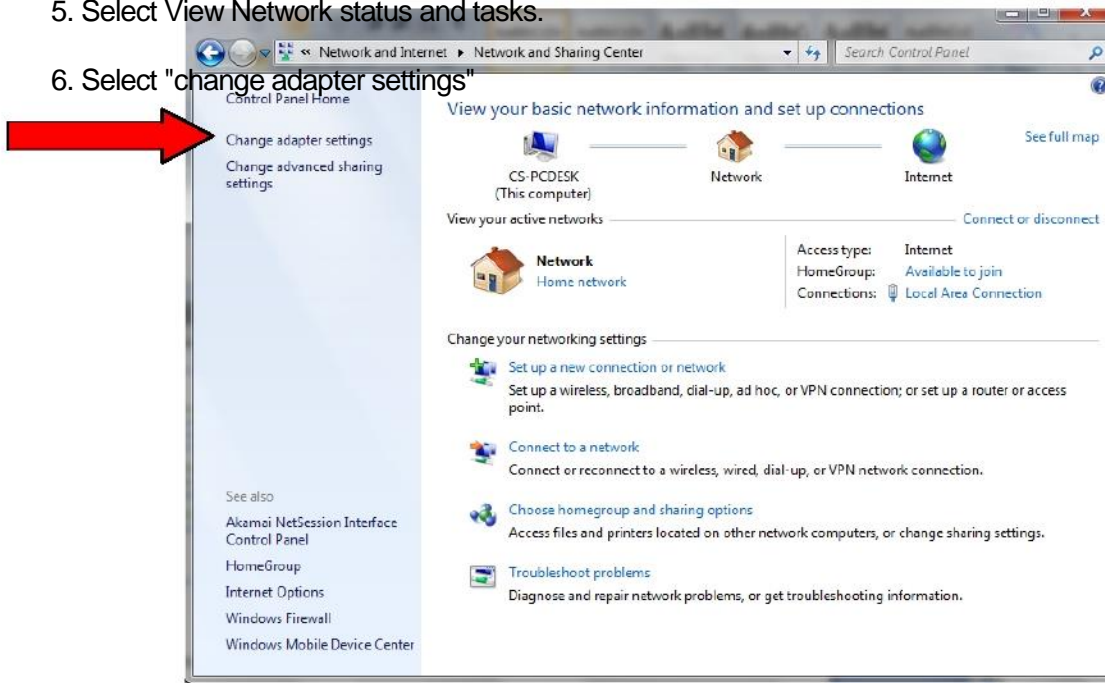 5. Select View Network status and tasks.
« Network and Internet ▸ Network and Sharing Center
Search Control Panel
6. Select "change adapter settings"
Control Panel Home
Change adapter settings
Change advanced sharing
settings
See also
Akamai NetSession Interface
Control Panel
HomeGroup
Internet Options
Windows Firewall
Windows Mobile Device Center
View your basic network information and set up connections
See full map
CS-PCDESK
(This computer)
Network
Internet
View your active networks
Connect or disconnect
Network
Home network
Access type: Internet
HomeGroup: Available to join
Connections: Local Area Connection
Change your networking settings
Set up a new connection or network
Set up a wireless, broadband, dial-up, ad hoc, or VPN connection; or set up a router or access
point.
Connect to a network
Connect or reconnect to a wireless, wired, dial-up, or VPN network connection.
Choose homegroup and sharing options
Access files and printers located on other network computers, or change sharing settings.
Troubleshoot problems
Diagnose and repair network problems, or get troubleshooting information.